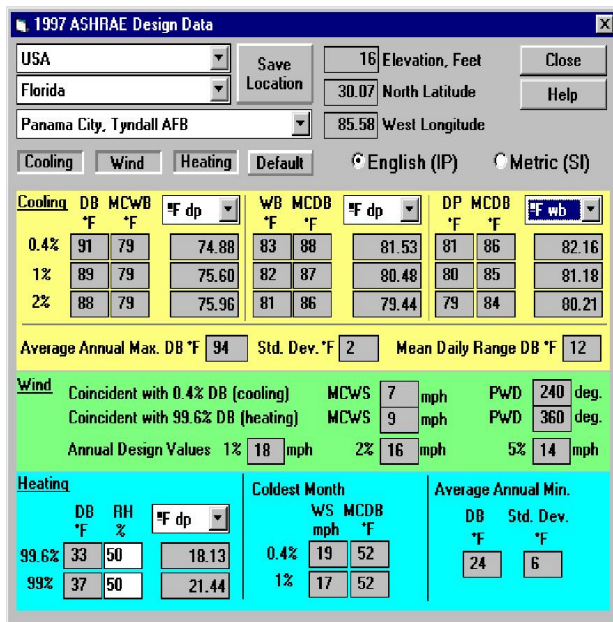 1997 ASHRAE Design Data
USA
Save Location
16 Elevation, Feet
Close
Florida
30.07 North Latitude
Help
Panama City, Tyndall AFB
85.58 West Longitude
Cooling Wind Heating Default
English (IP) Metric (SI)
Cooling DB °F MCWB °F °F dp WB °F MCDB °F °F dp DP °F MCDB °F °F wb
0.4% 91 79 74.88 83 88 81.53 81 86 82.16
1% 89 79 75.60 82 87 80.48 80 85 81.18
2% 88 79 75.96 81 86 79.44 79 84 80.21
Average Annual Max. DB °F 94 Std. Dev. °F 2 Mean Daily Range DB °F 12
Wind
Coincident with 0.4% DB (cooling) MCWS 7 mph PWD 240 deg.
Coincident with 99.6% DB (heating) MCWS 9 mph PWD 360 deg.
Annual Design Values 1% 18 mph 2% 16 mph 5% 14 mph
Heating
DB °F RH % °F dp
99.6% 33 50 18.13
99% 37 50 21.44
Coldest Month
WS mph MCDB °F
0.4% 19 52
1% 17 52
Average Annual Min.
DB °F Std. Dev. °F
24 6